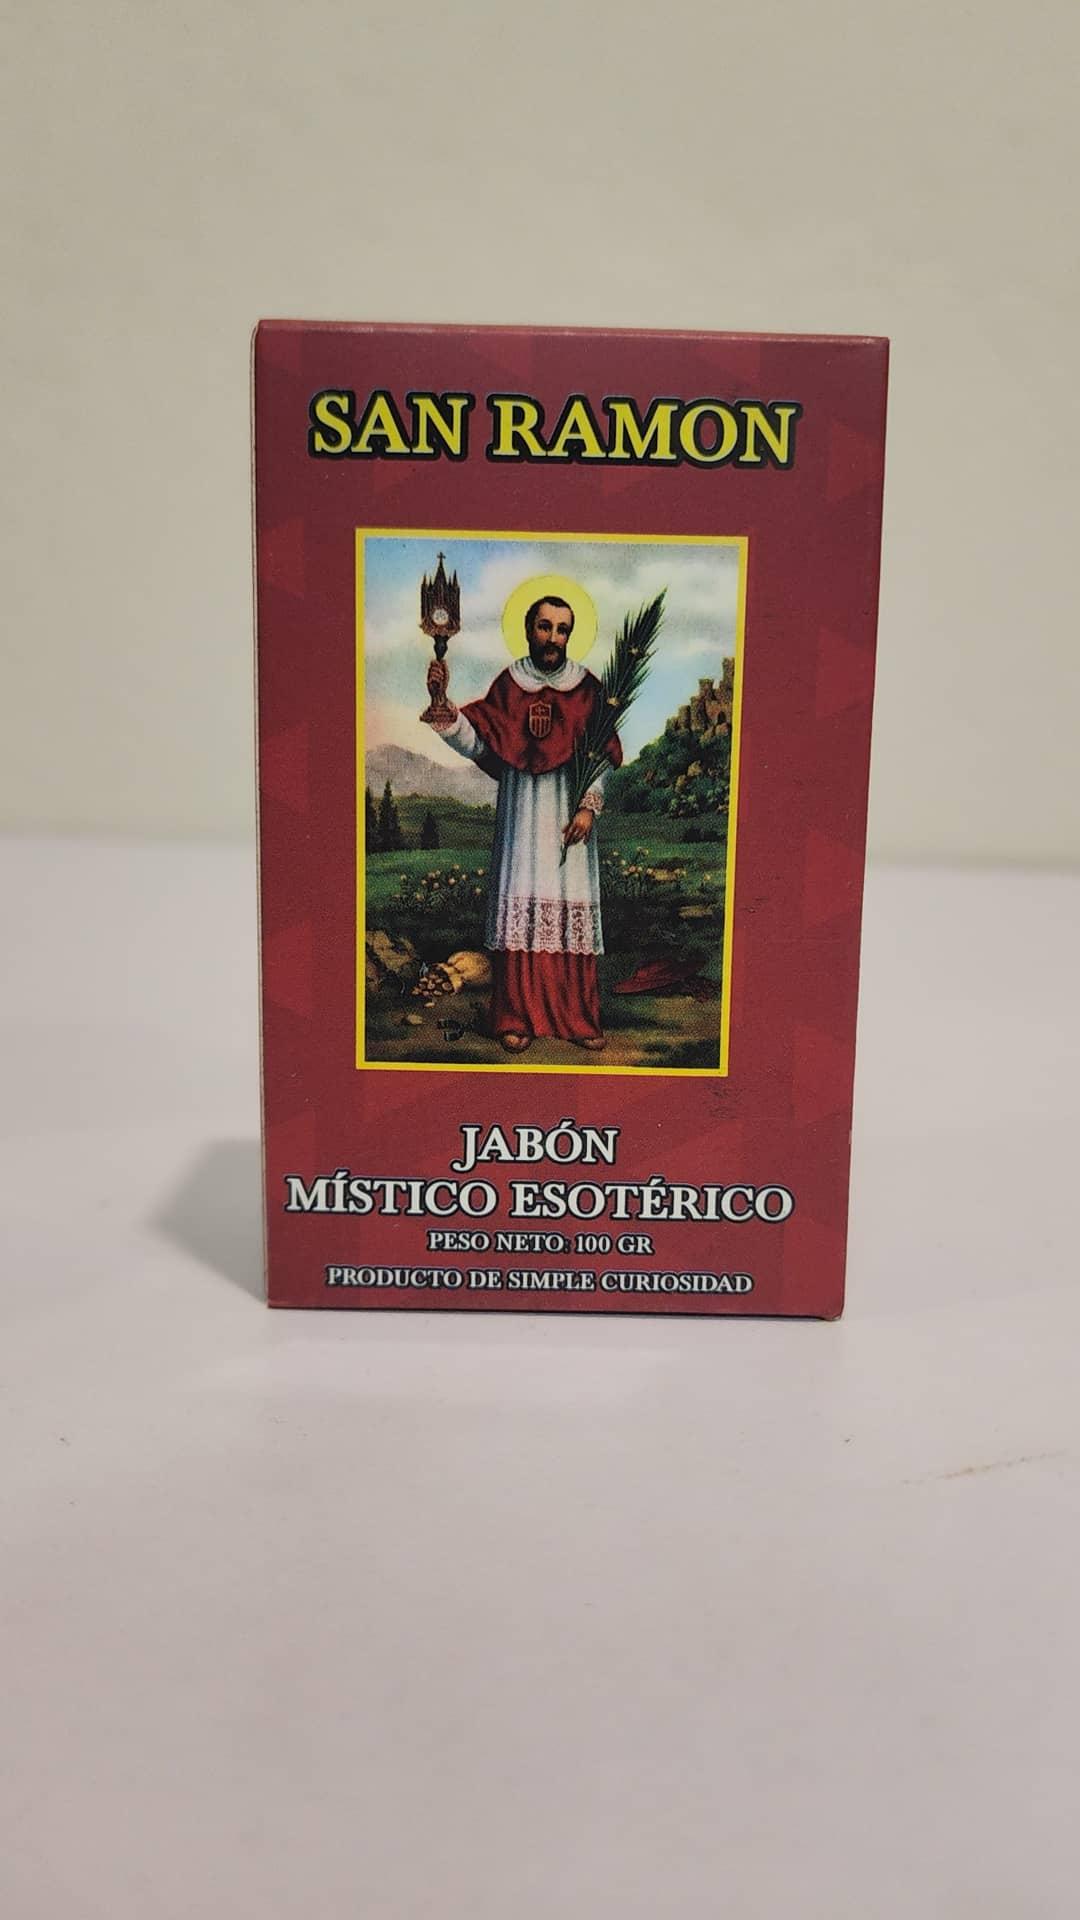 SAN RAMON
JABÓN
MÍSTICO ESOTÉRICO
PESO NETO: 100 GR
PRODUCTO DE SIMPLE CURIOSIDAD